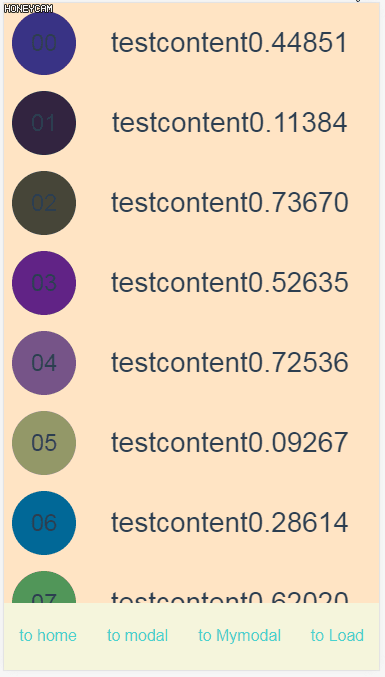 HONEYCAM
00 testcontent0.44851
01 testcontent0.11384
02 testcontent0.73670
03 testcontent0.52635
04 testcontent0.72536
05 testcontent0.09267
06 testcontent0.28614
07 testcontent0.62020
to home to modal to Mymodal to Load